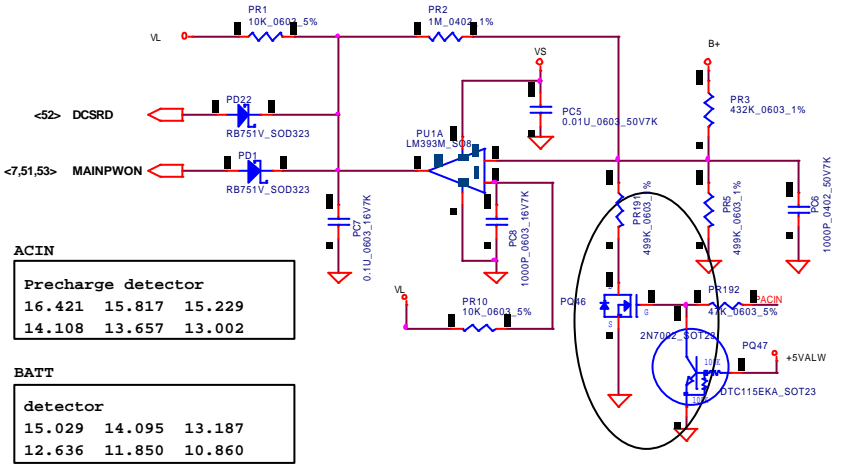 PR1
10K_0603_5%
PR2
1M_0402_1%
VL
VS
B+
PR3
432K_0603_1%
PC5
0.01U_0603_50V7K
<52> DCSRD
PD22
RB751V_SOD323
PU1A
LM393M_SO8
<7,51,53> MAINPWON
PD1
RB751V_SOD323
PC7
0.1U_0603_16V7K
PC8
1000P_0603_16V7K
PR191
499K_0603_1%
PR5
499K_0603_1%
PC6
1000P_0402_50V7K
ACIN
Precharge detector
16.421 15.817 15.229
14.108 13.657 13.002
VL
PR10
10K_0603_5%
PQ46
G
S
2N7002_SOT23
PR192
47K_0603_5%
PACIN
PQ47
+5VALW
100K
100K
DTC115EKA_SOT23
BATT
detector
15.029 14.095 13.187
12.636 11.850 10.860